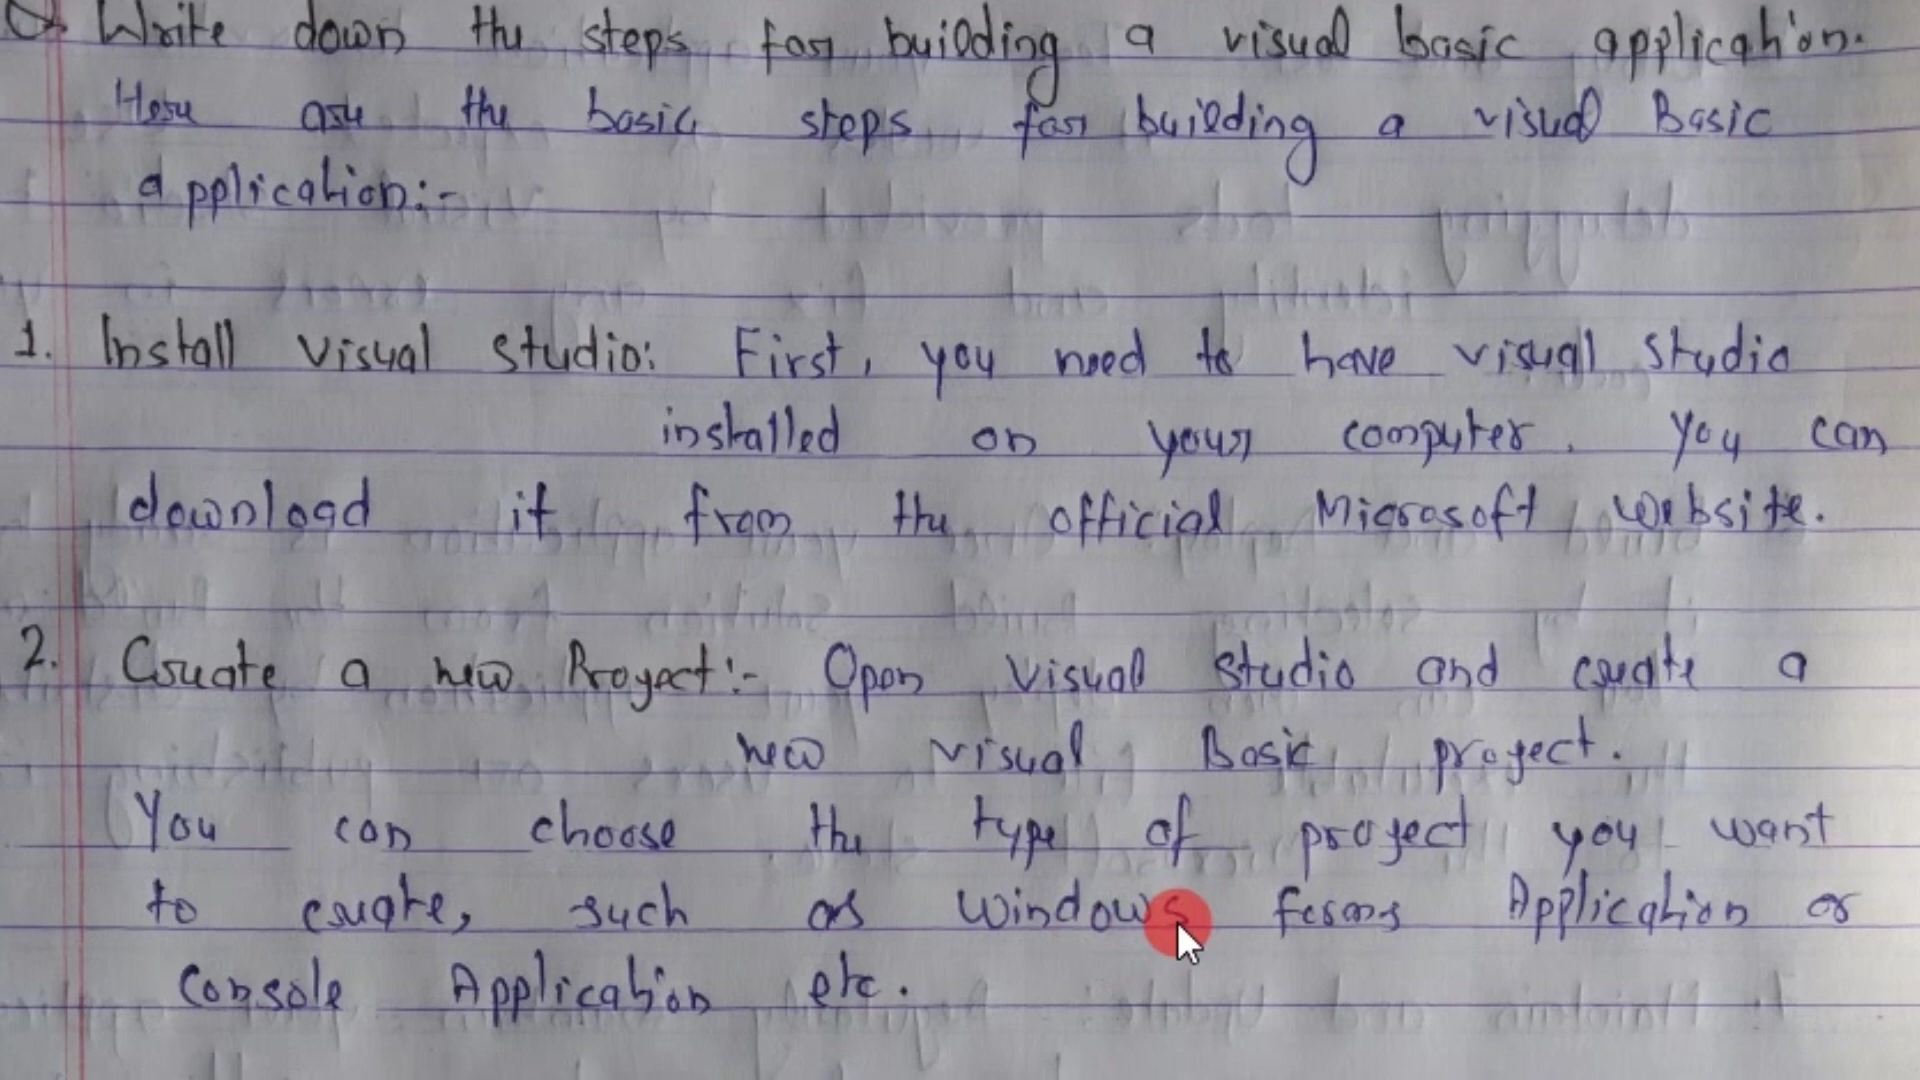 Q. Write down the steps for building a visual basic application.
Here are the basic steps for building a visual Basic
application:-
1. Install Visual Studio: First, you need to have visual Studio
installed on your computer. You can
download it from the official Microsoft website.
2. Create a new Project:- Open Visual Studio and create a
new visual Basic project.
You can choose the type of project you want
to create, such as Windows forms Application or
Console Application etc.